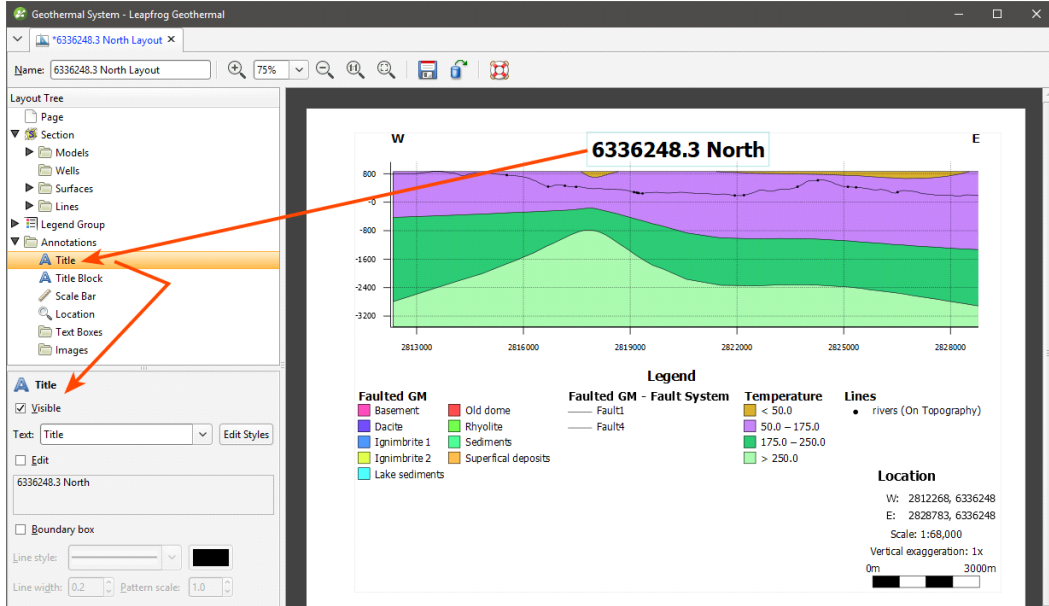 Geothermal System - Leapfrog Geothermal
*6336248.3 North Layout
Name: 6336248.3 North Layout 75%
Layout Tree
Page
Section
Models
Wells
Surfaces
Lines
Legend Group
Annotations
Title
Title Block
Scale Bar
Location
Text Boxes
Images
Title
Visible
Text: Title Edit Styles
Edit
6336248.3 North
Boundary box
Line style:
Line width: 0.2 Pattern scale: 1.0
W E
6336248.3 North
800
-0
-800
-1600
-2400
-3200
2813000 2816000 2819000 2822000 2825000 2828000
Legend
Faulted GM
Basement
Dacite
Ignimbrite 1
Ignimbrite 2
Lake sediments
Old dome
Rhyolite
Sediments
Superfical deposits
Faulted GM - Fault System
Fault1
Fault4
Temperature
< 50.0
50.0 – 175.0
175.0 – 250.0
> 250.0
Lines
rivers (On Topography)
Location
W: 2812268, 6336248
E: 2828783, 6336248
Scale: 1:68,000
Vertical exaggeration: 1x
0m 3000m